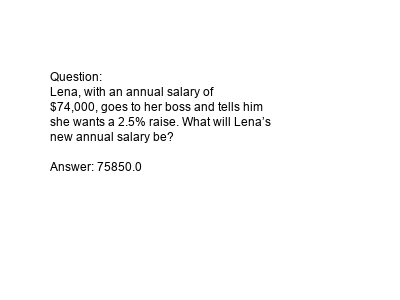 Question:
Lena, with an annual salary of
$74,000, goes to her boss and tells him
she wants a 2.5% raise. What will Lena's
new annual salary be?

Answer: 75850.0